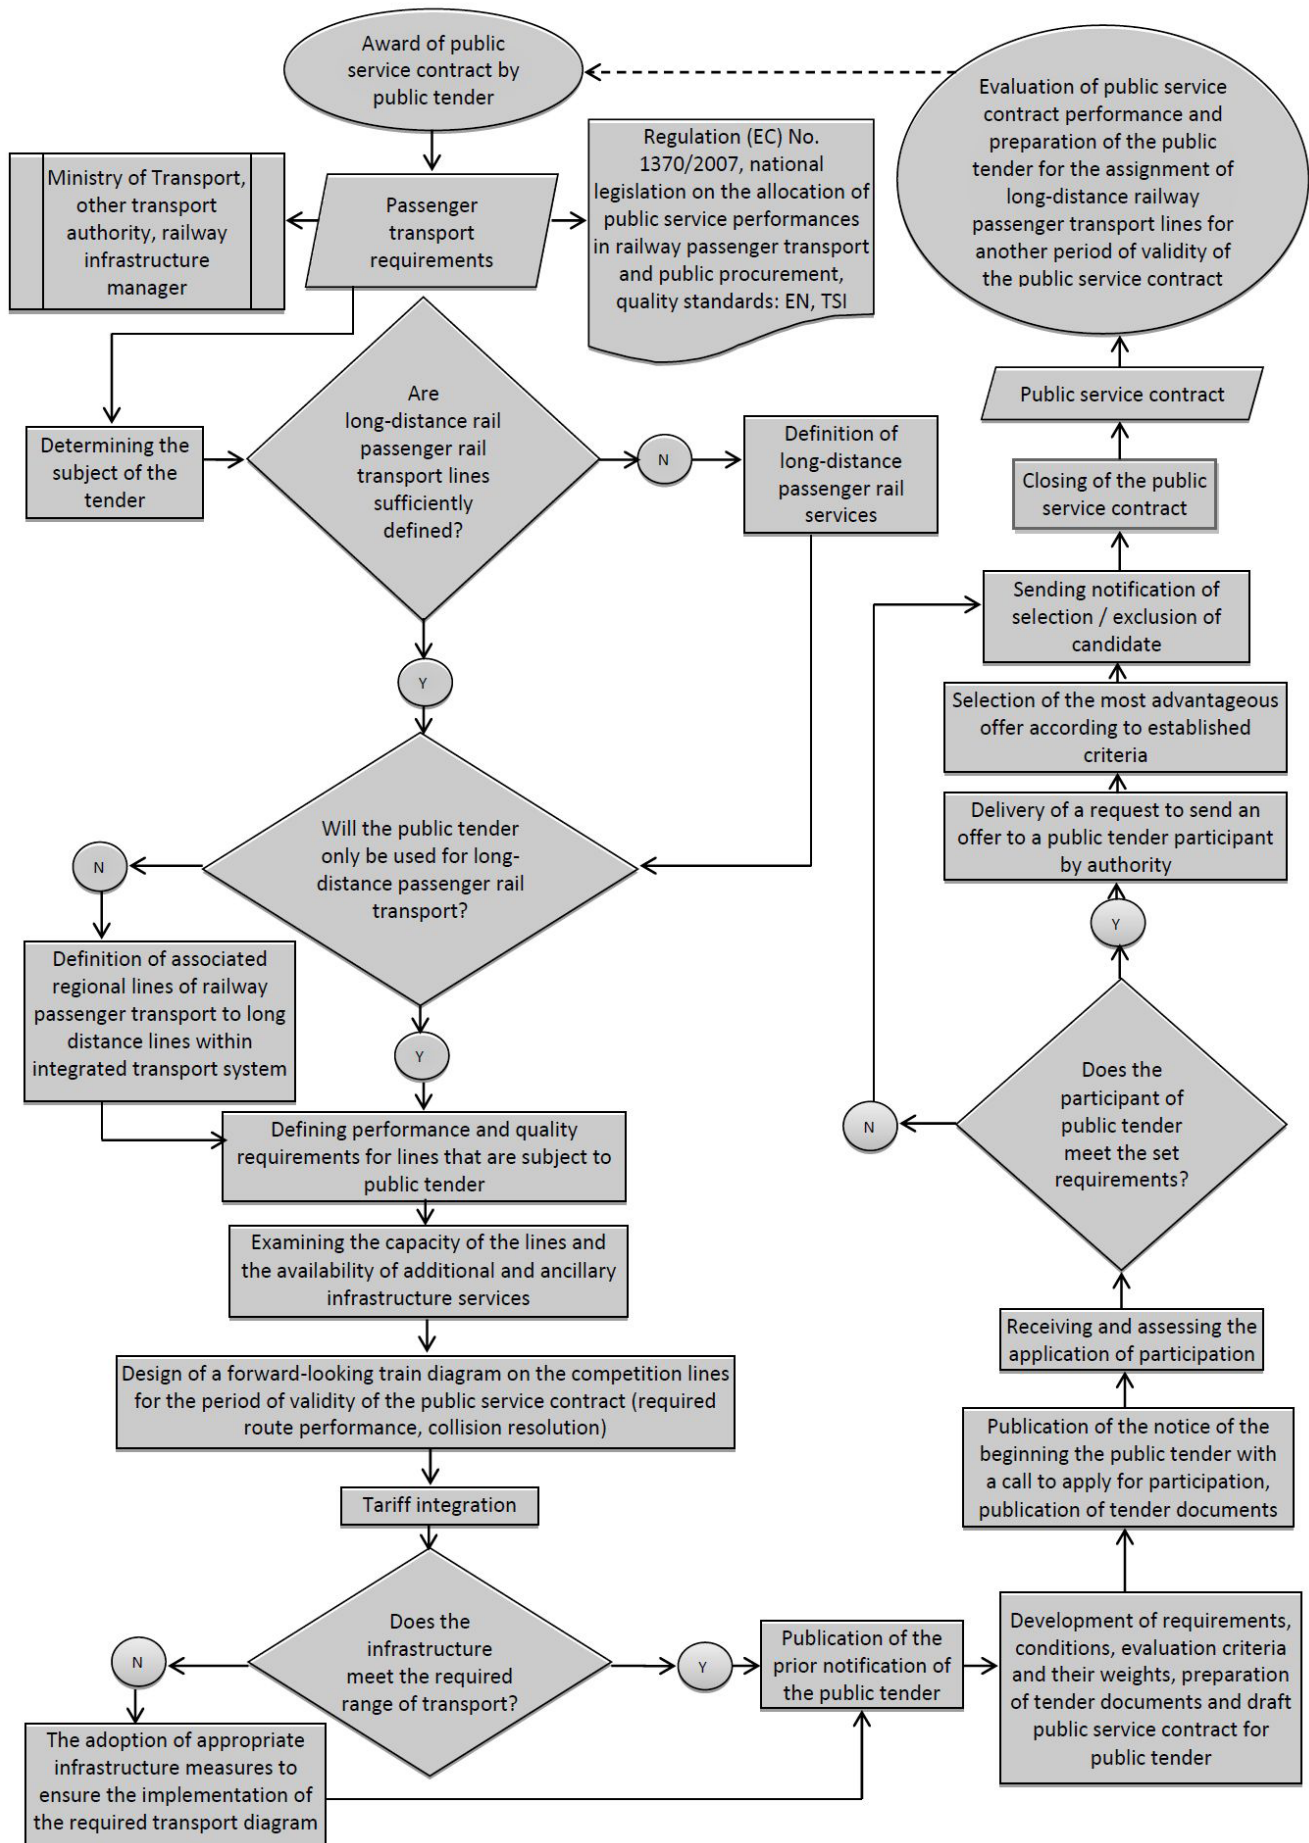 Award of public
service contract by
public tender
Evaluation of public service
contract performance and
preparation of the public
tender for the assignment of
long-distance railway
passenger transport lines for
another period of validity of
the public service contract
Ministry of Transport,
other transport
authority, railway
infrastructure
manager
Passenger
transport
requirements
Regulation (EC) No.
1370/2007, national
legislation on the allocation of
public service performances
in railway passenger transport
and public procurement,
quality standards: EN, TSI
Determining the
subject of the
tender
Are
long-distance rail
passenger rail
transport lines
sufficiently
defined?
N
Definition of
long-distance
passenger rail
services
Y
Will the public tender
only be used for long-
distance passenger rail
transport?
N
Definition of associated
regional lines of railway
passenger transport to long
distance lines within
integrated transport system
Y
Defining performance and quality
requirements for lines that are subject to
public tender
Examining the capacity of the lines and
the availability of additional and ancillary
infrastructure services
Design of a forward-looking train diagram on the competition lines
for the period of validity of the public service contract (required
route performance, collision resolution)
Tariff integration
Does the
infrastructure
meet the required
range of transport?
N
The adoption of appropriate
infrastructure measures to
ensure the implementation of
the required transport diagram
Y
Publication of the
prior notification of
the public tender
Development of requirements,
conditions, evaluation criteria
and their weights, preparation
of tender documents and draft
public service contract for
public tender
Publication of the notice of the
beginning the public tender with
a call to apply for participation,
publication of tender documents
Receiving and assessing the
application of participation
Does the
participant of
public tender
meet the set
requirements?
N
Y
Delivery of a request to send an
offer to a public tender participant
by authority
Selection of the most advantageous
offer according to established
criteria
Sending notification of
selection / exclusion of
candidate
Closing of the public
service contract
Public service contract